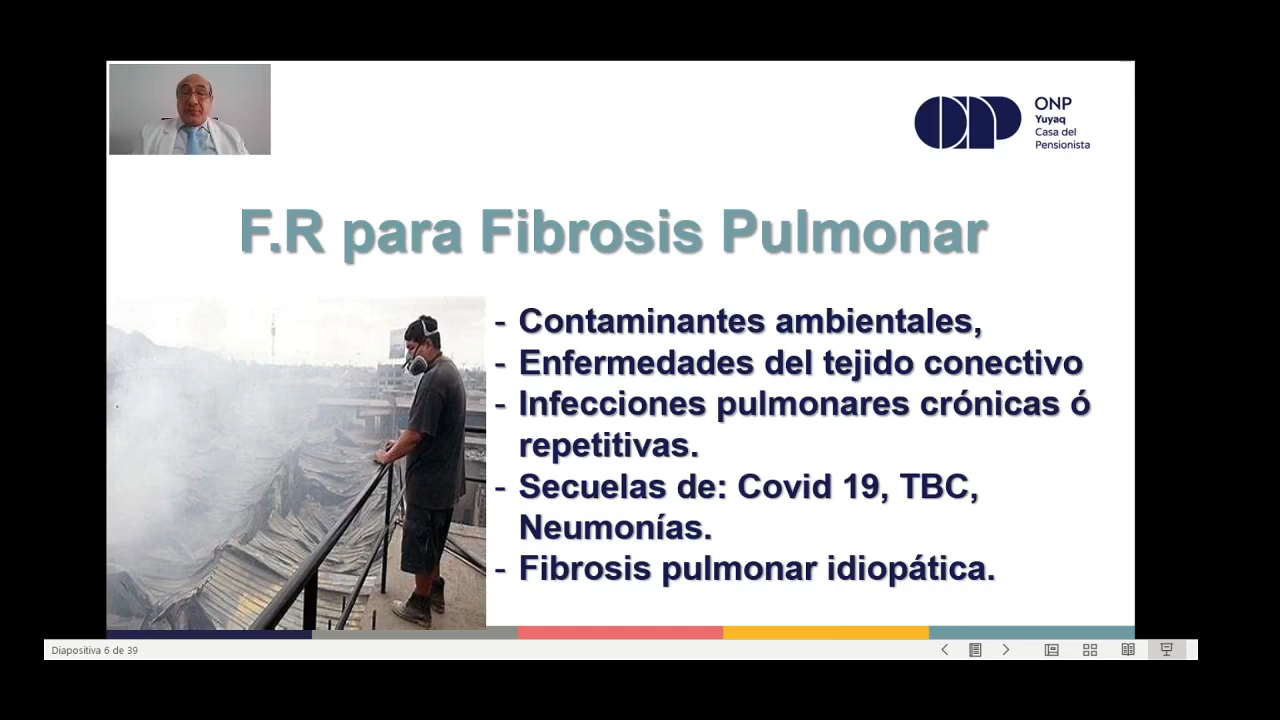 ONP
Yuyaq
Casa del
Pensionista
F.R para Fibrosis Pulmonar
- Contaminantes ambientales,
- Enfermedades del tejido conectivo
- Infecciones pulmonares crónicas ó
repetitivas.
- Secuelas de: Covid 19, TBC,
Neumonías.
- Fibrosis pulmonar idiopática.
Diapositiva 6 de 39